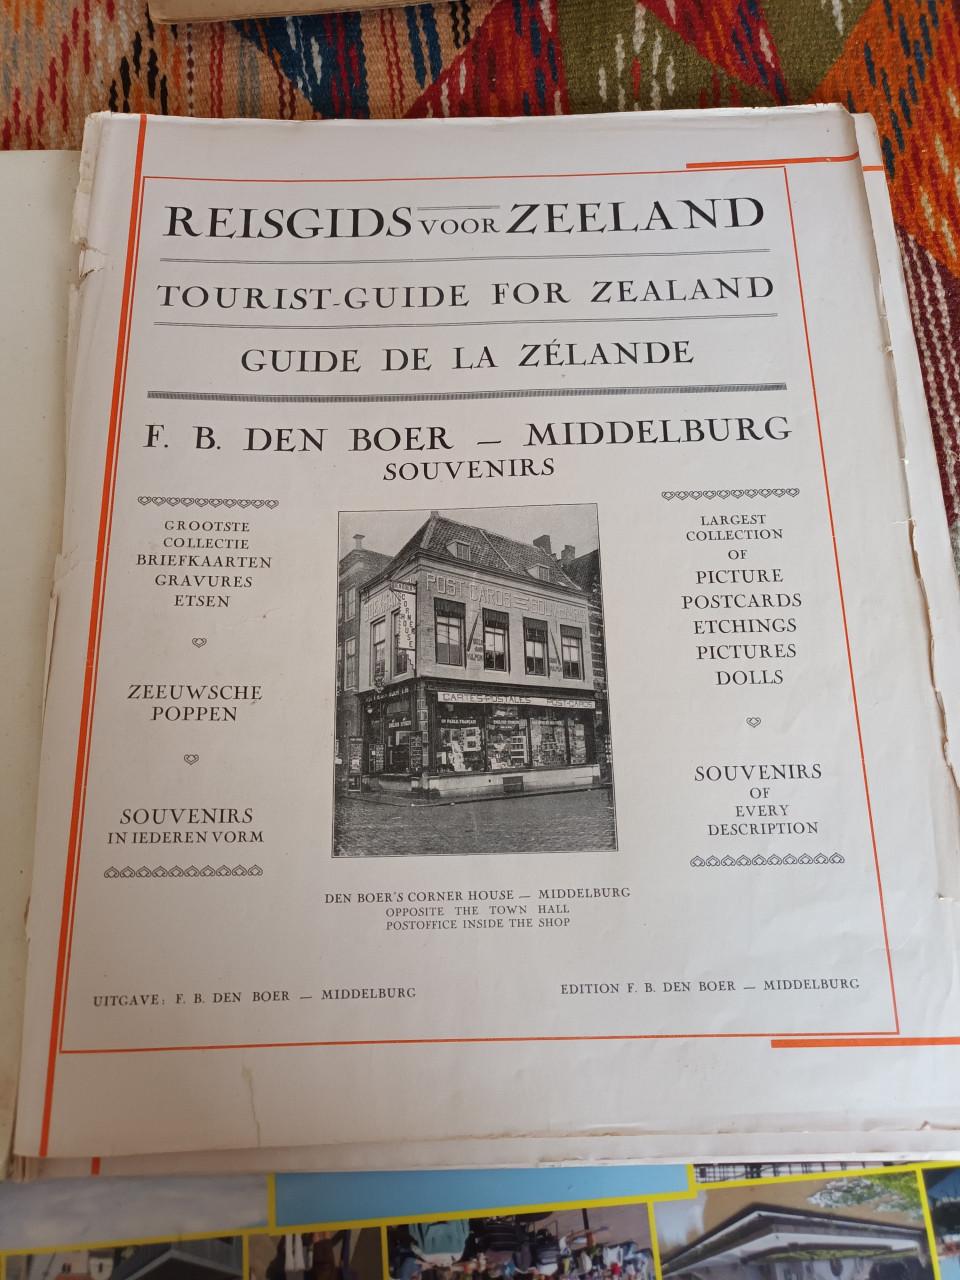 REISGIDS VOOR ZEELAND
TOURIST-GUIDE FOR ZEALAND
GUIDE DE LA ZÉLANDE
F. B. DEN BOER — MIDDELBURG
SOUVENIRS
GROOTSTE
COLLECTIE
BRIEFKAARTEN
GRAVURES
ETSEN
ZEEUWSCHE
POPPEN
SOUVENIRS
IN IEDEREN VORM
POST CARDS SOUVENIRS
CORNER HOUSE
CARTES-POSTALES POST-CARDS
LARGEST
COLLECTION
OF
PICTURE
POSTCARDS
ETCHINGS
PICTURES
DOLLS
SOUVENIRS
OF
EVERY
DESCRIPTION
DEN BOER'S CORNER HOUSE — MIDDELBURG
OPPOSITE THE TOWN HALL
POSTOFFICE INSIDE THE SHOP
UITGAVE: F. B. DEN BOER — MIDDELBURG
EDITION F. B. DEN BOER — MIDDELBURG